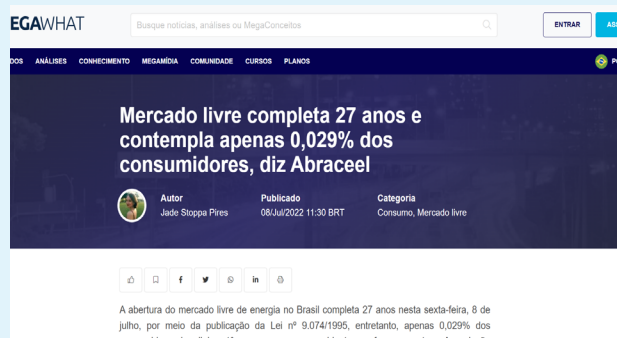 EGAWHAT
Busque notícias, análises ou MegaConceitos
ENTRAR
DOS ANÁLISES CONHECIMENTO MEGAMÍDIA COMUNIDADE CURSOS PLANOS
Mercado livre completa 27 anos e
contempla apenas 0,029% dos
consumidores, diz Abraceel
Autor Publicado Categoria
Jade Stoppa Pires 08/Jul/2022 11:30 BRT Consumo, Mercado livre
A abertura do mercado livre de energia no Brasil completa 27 anos nesta sexta-feira, 8 de
julho, por meio da publicação da Lei nº 9.074/1995, entretanto, apenas 0,029% dos